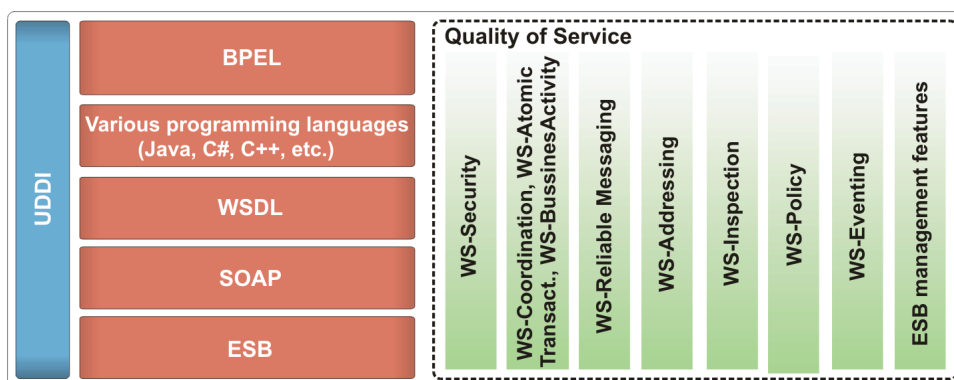 UDDI
BPEL
Various programming languages
(Java, C#, C++, etc.)
WSDL
SOAP
ESB
Quality of Service
WS-Security
WS-Coordination, WS-Atomic
Transact., WS-BussinesActivity
WS-Reliable Messaging
WS-Addressing
WS-Inspection
WS-Policy
WS-Eventing
ESB management features